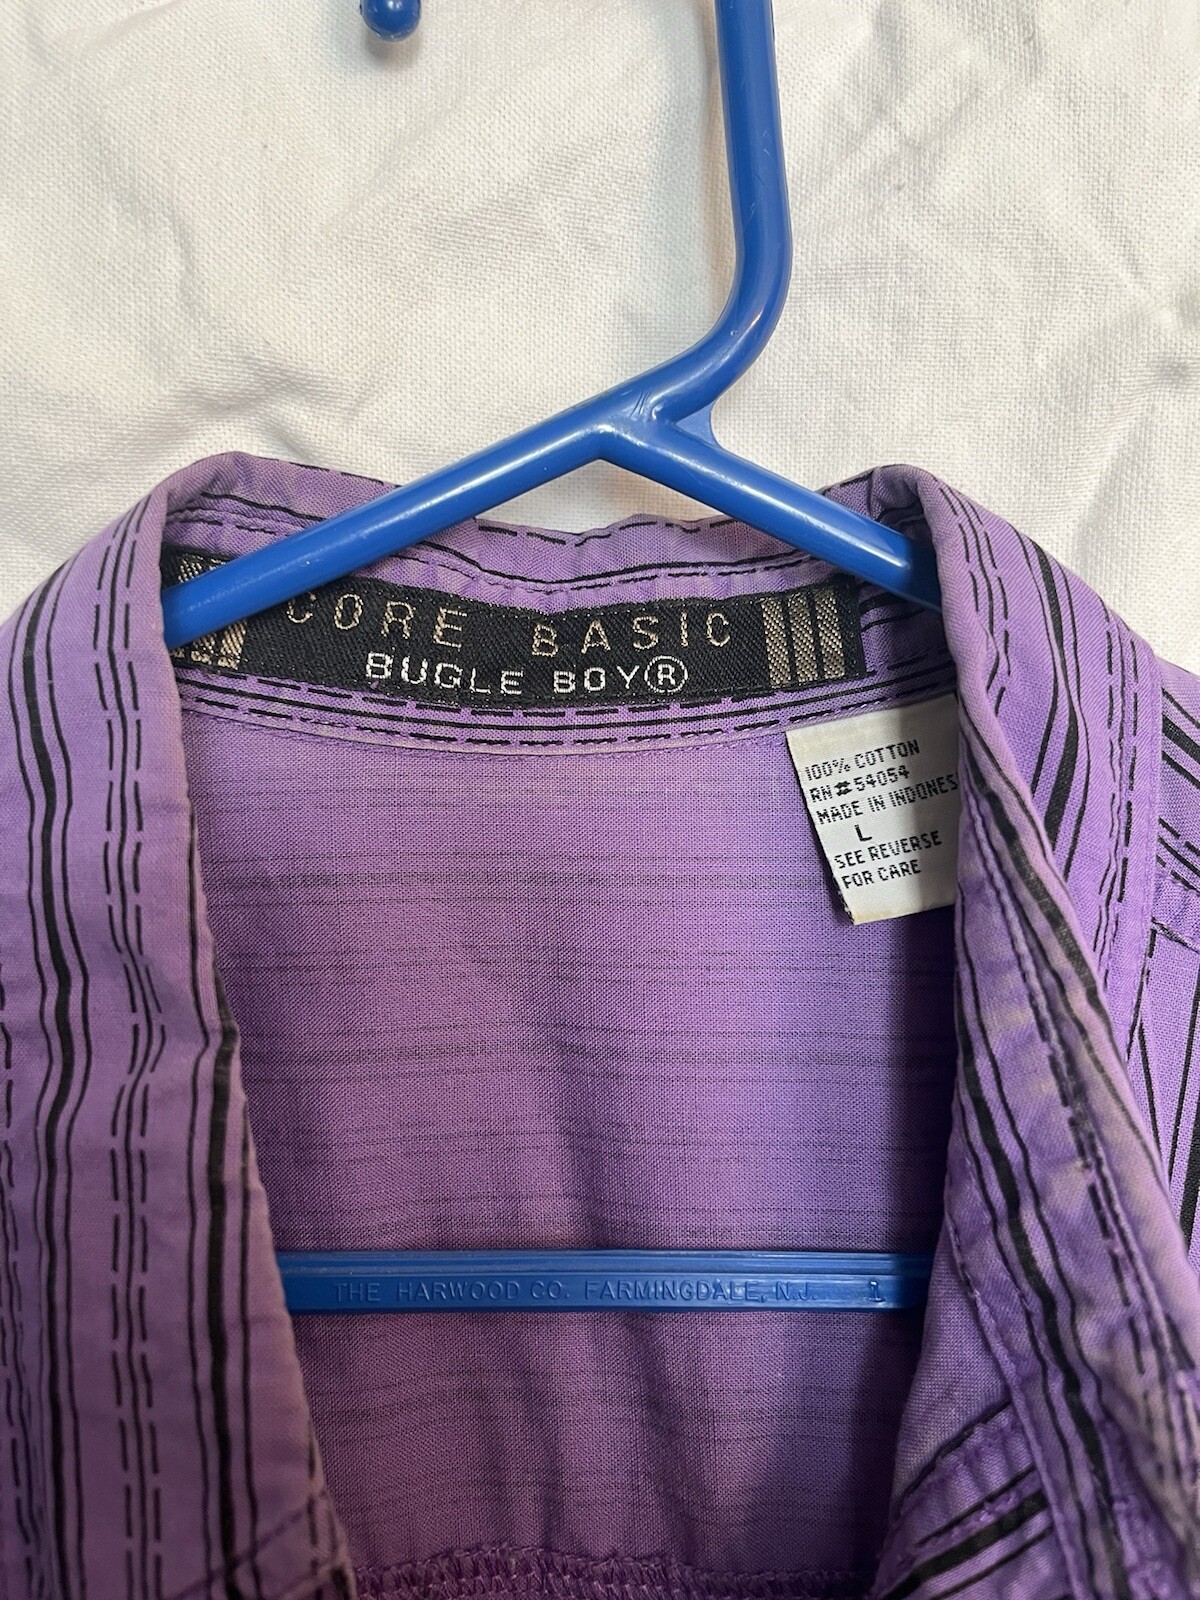 CORE BASIC
BUGLE BOY®
100% COTTON
RN#54054
MADE IN INDONES
L
SEE REVERSE
FOR CARE
THE HARWOOD CO. FARMINGDALE, N.J. 1